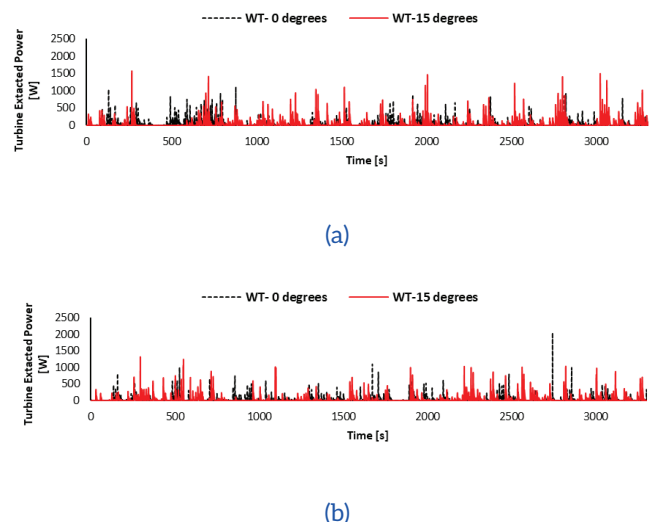 WT- 0 degrees WT-15 degrees
Turbine Extacted Power
[W]
2500
2000
1500
1000
500
0
0 500 1000 1500 2000 2500 3000
Time [s]
(a)
WT- 0 degrees WT-15 degrees
Turbine Extacted Power
[W]
2500
2000
1500
1000
500
0
0 500 1000 1500 2000 2500 3000
Time [s]
(b)